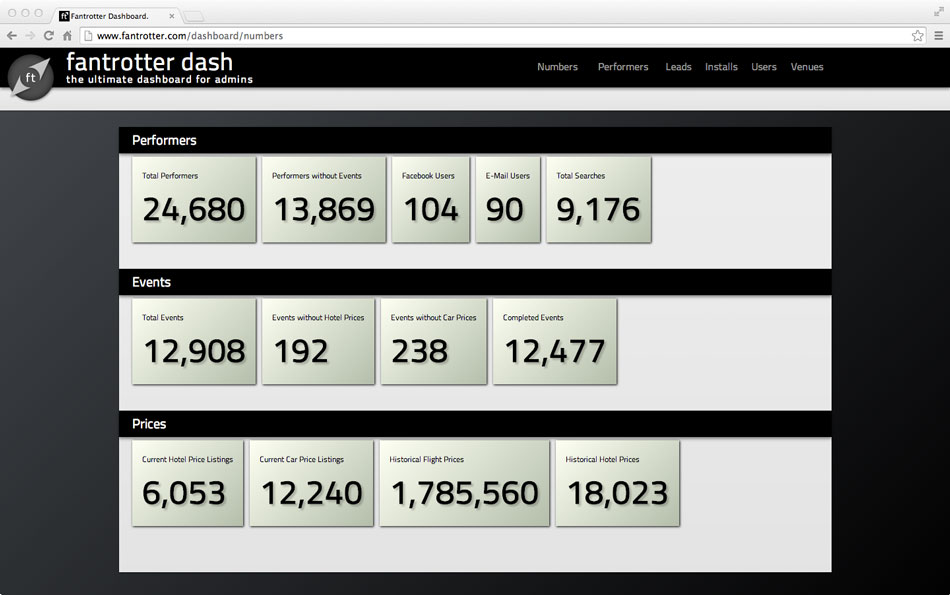 ft Fantrotter Dashboard.
www.fantrotter.com/dashboard/numbers
ft
fantrotter dash
the ultimate dashboard for admins
Numbers Performers Leads Installs Users Venues
Performers
Total Performers Performers without Events Facebook Users E-Mail Users Total Searches
24,680 13,869 104 90 9,176
Events
Total Events Events without Hotel Prices Events without Car Prices Completed Events
12,908 192 238 12,477
Prices
Current Hotel Price Listings Current Car Price Listings Historical Flight Prices Historical Hotel Prices
6,053 12,240 1,785,560 18,023